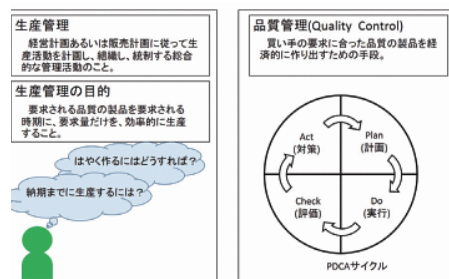 生産管理
経営計画あるいは販売計画に従って生
産活動を計画し、組織し、統制する総合
的な管理活動のこと。
生産管理の目的
要求される品質の製品を要求される
時期に、要求量だけを、効率的に生産
すること。
はやく作るにはどうすれば？
納期までに生産するには？
品質管理(Quality Control)
買い手の要求に合った品質の製品を経
済的に作り出すための手段。
Act
(対策)
Plan
(計画)
Check
(評価)
Do
(実行)
PDCAサイクル